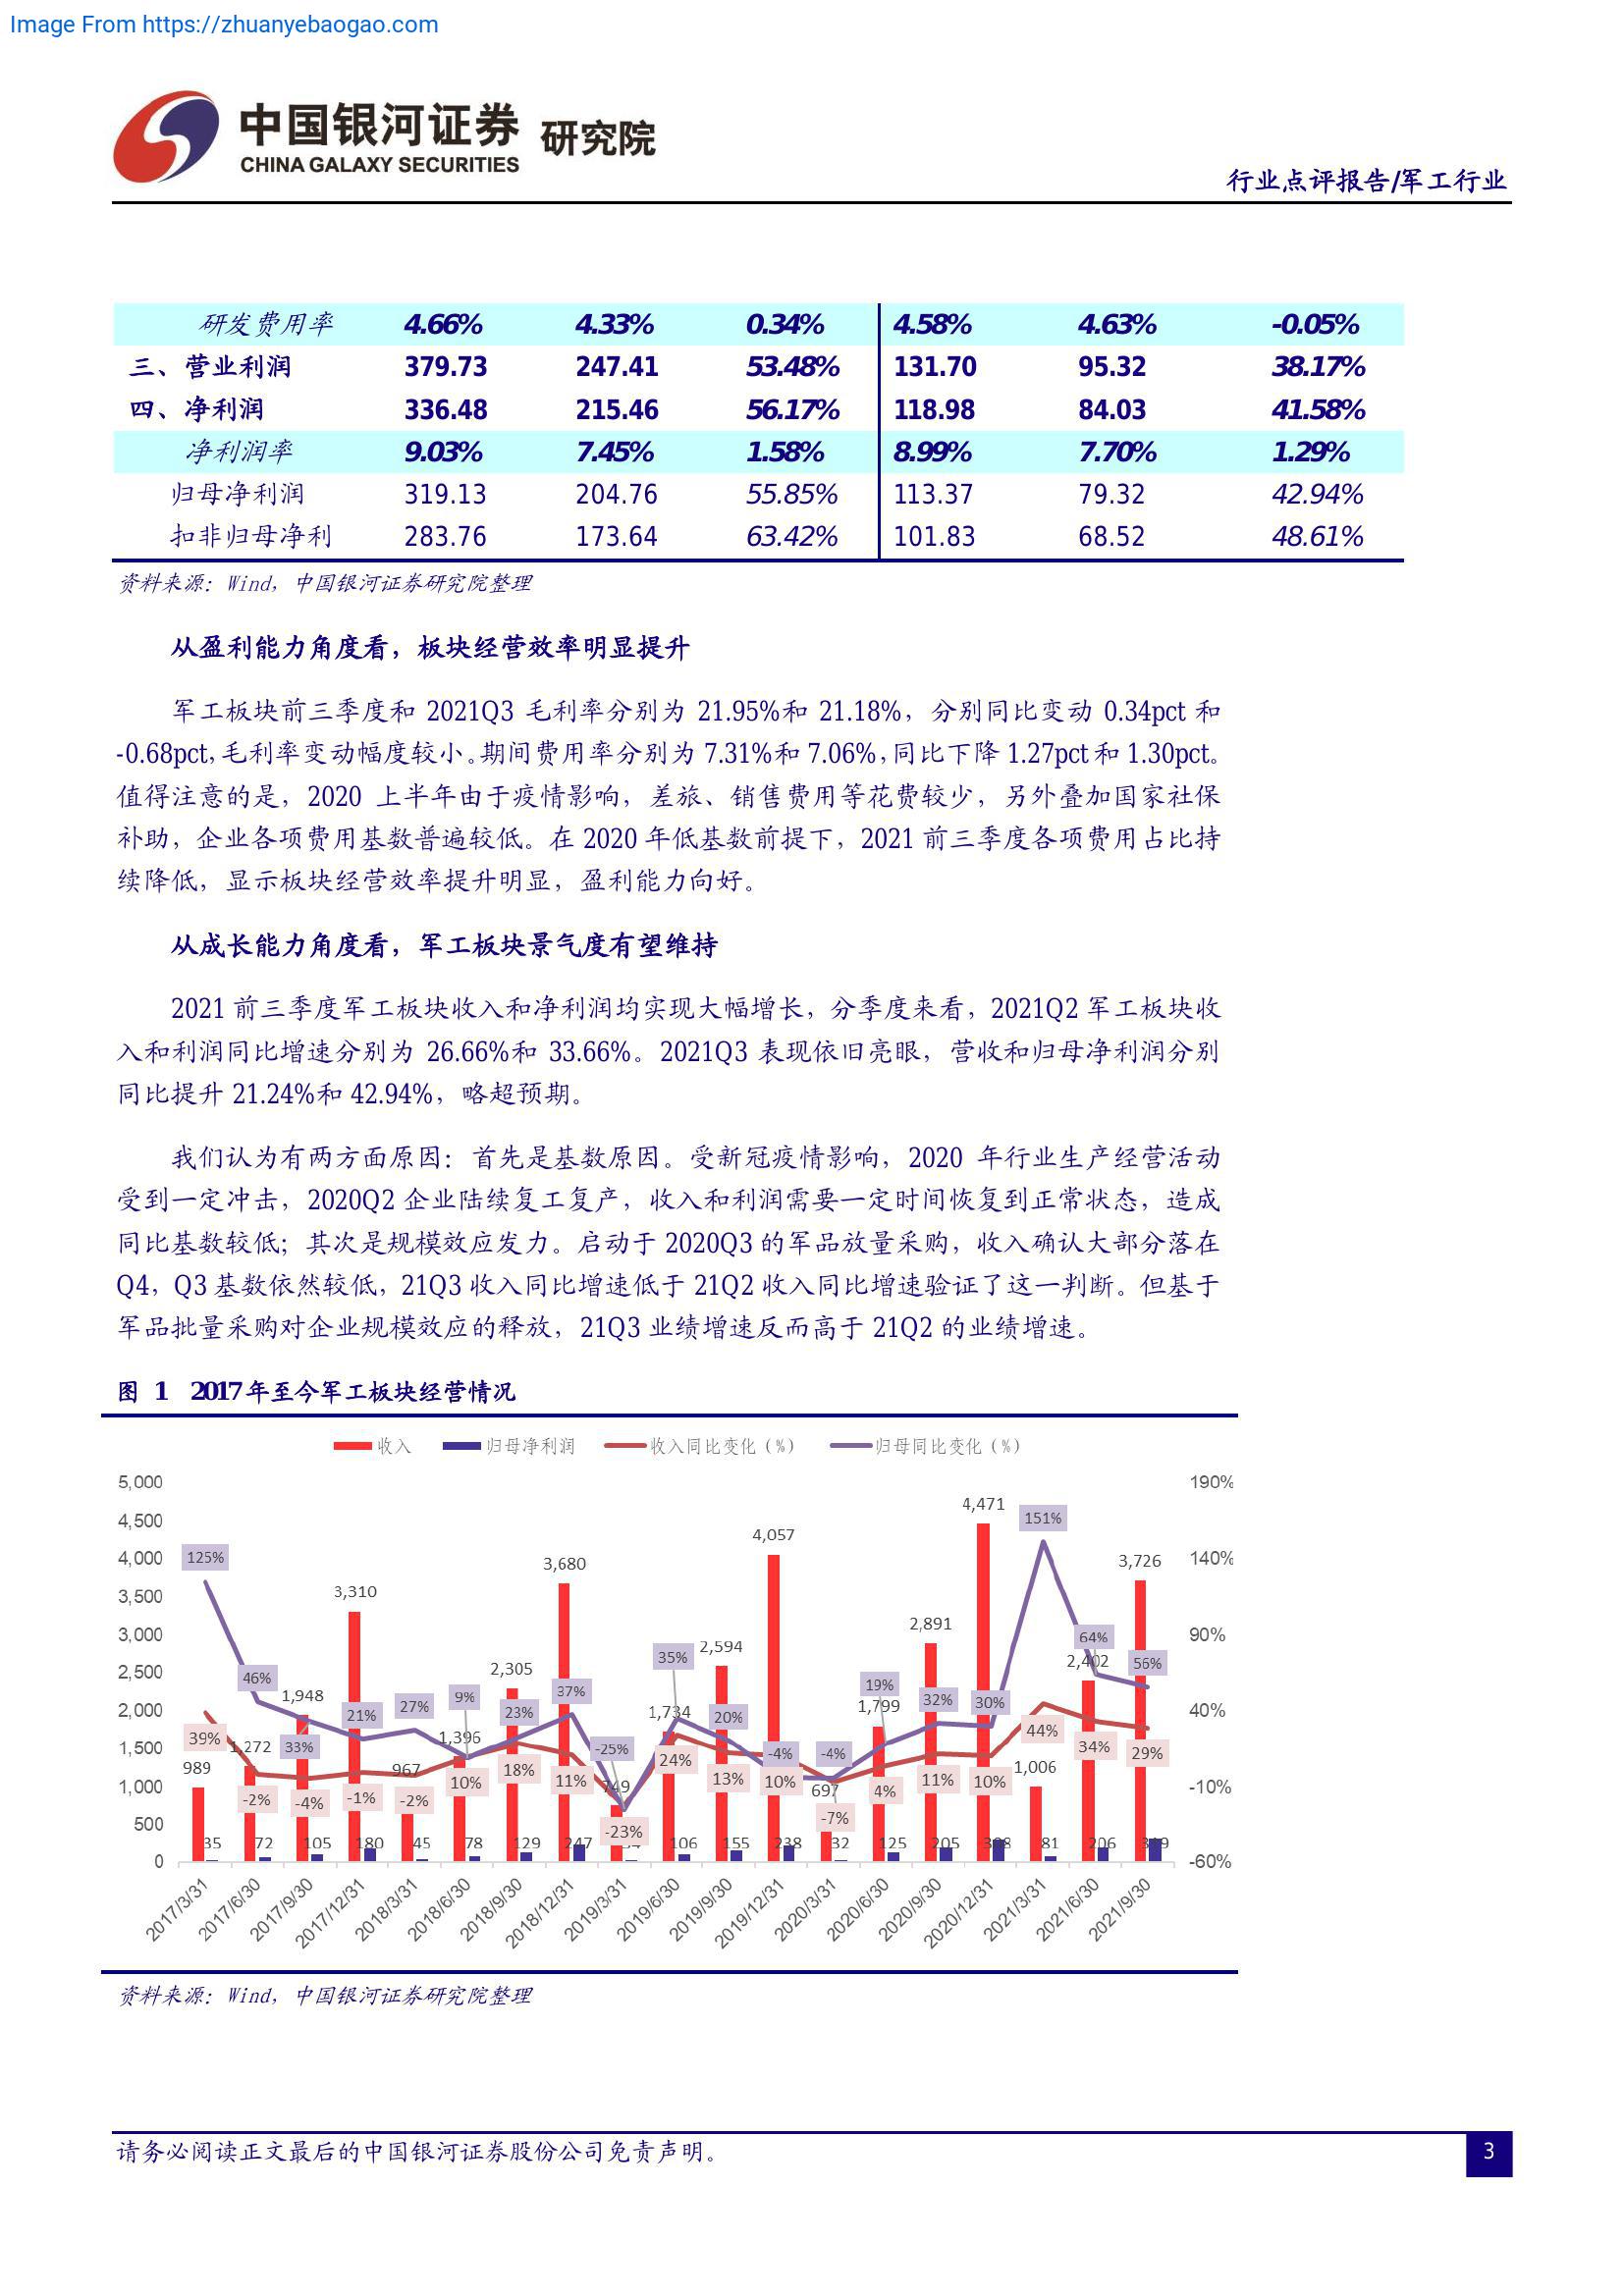 Image From https://zhuanyebaogao.com
中国银河证券 研究院
CHINA GALAXY SECURITIES
行业点评报告/军工行业
研发费用率 4.66% 4.33% 0.34% 4.58% 4.63% -0.05%
三、营业利润 379.73 247.41 53.48% 131.70 95.32 38.17%
四、净利润 336.48 215.46 56.17% 118.98 84.03 41.58%
净利润率 9.03% 7.45% 1.58% 8.99% 7.70% 1.29%
归母净利润 319.13 204.76 55.85% 113.37 79.32 42.94%
扣非归母净利 283.76 173.64 63.42% 101.83 68.52 48.61%
资料来源：Wind，中国银河证券研究院整理
从盈利能力角度看，板块经营效率明显提升
军工板块前三季度和 2021Q3 毛利率分别为 21.95%和 21.18%，分别同比变动 0.34pct 和
-0.68pct，毛利率变动幅度较小。期间费用率分别为 7.31%和 7.06%，同比下降 1.27pct 和 1.30pct。
值得注意的是，2020 上半年由于疫情影响，差旅、销售费用等花费较少，另外叠加国家社保
补助，企业各项费用基数普遍较低。在 2020 年低基数前提下，2021 前三季度各项费用占比持
续降低，显示板块经营效率提升明显，盈利能力向好。
从成长能力角度看，军工板块景气度有望维持
2021 前三季度军工板块收入和净利润均实现大幅增长，分季度来看，2021Q2 军工板块收
入和利润同比增速分别为 26.66%和 33.66%。2021Q3 表现依旧亮眼，营收和归母净利润分别
同比提升 21.24%和 42.94%，略超预期。
我们认为有两方面原因：首先是基数原因。受新冠疫情影响，2020 年行业生产经营活动
受到一定冲击，2020Q2 企业陆续复工复产，收入和利润需要一定时间恢复到正常状态，造成
同比基数较低；其次是规模效应发力。启动于 2020Q3 的军品放量采购，收入确认大部分落在
Q4，Q3 基数依然较低，21Q3 收入同比增速低于 21Q2 收入同比增速验证了这一判断。但基于
军品批量采购对企业规模效应的释放，21Q3 业绩增速反而高于 21Q2 的业绩增速。
图 1 2017年至今军工板块经营情况
收入 归母净利润 收入同比变化（%） 归母同比变化（%）
5,000
4,500
4,000
3,500
3,000
2,500
2,000
1,500
1,000
500
0
190%
140%
90%
40%
-10%
-60%
989 1,272 1,948 3,310 967 1,396 2,305 3,680 749 1,734 2,594 4,057 697 1,799 2,891 4,471 1,006 2,402 3,726
125% 46% 33% 21% 27% 9% 23% 37% -25% 35% 20% -4% -4% 19% 32% 30% 151% 64% 56%
39% -2% -4% -1% -2% 10% 18% 11% -23% 24% 13% 10% -7% 4% 11% 10% 44% 34% 29%
35 72 105 180 45 78 129 247 106 155 238 32 125 205 81 206 319
2017/3/31 2017/6/30 2017/9/30 2017/12/31 2018/3/31 2018/6/30 2018/9/30 2018/12/31 2019/3/31 2019/6/30 2019/9/30 2019/12/31 2020/3/31 2020/6/30 2020/9/30 2020/12/31 2021/3/31 2021/6/30 2021/9/30
资料来源：Wind，中国银河证券研究院整理
请务必阅读正文最后的中国银河证券股份公司免责声明。
3